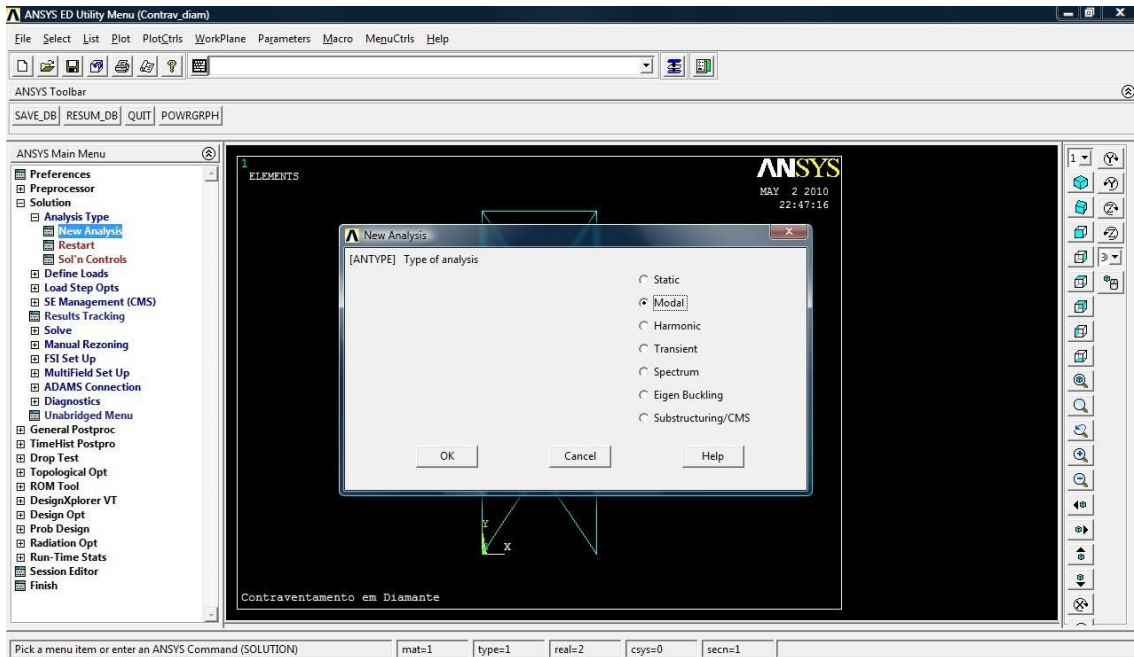 ANSYS ED Utility Menu (Contrav_diam)
File Select List Plot PlotCtrls WorkPlane Parameters Macro MenuCtrls Help
ANSYS Toolbar
SAVE_DB RESUM_DB QUIT POWRGRPH
ANSYS Main Menu
Preferences
Preprocessor
Solution
Analysis Type
New Analysis
Restart
Sol'n Controls
Define Loads
Load Step Opts
SE Management (CMS)
Results Tracking
Solve
Manual Rezoning
FSI Set Up
MultiField Set Up
ADAMS Connection
Diagnostics
Unabridged Menu
General Postproc
TimeHist Postpro
Drop Test
Topological Opt
ROM Tool
DesignXplorer VT
Design Opt
Prob Design
Radiation Opt
Run-Time Stats
Session Editor
Finish
1
ELEMENTS
ANSYS
MAY 2 2010
22:47:16
New Analysis
[ANTYPE] Type of analysis
Static
Modal
Harmonic
Transient
Spectrum
Eigen Buckling
Substructuring/CMS
OK Cancel Help
Y
X
Contraventamento em Diamante
1
Pick a menu item or enter an ANSYS Command (SOLUTION) mat=1 type=1 real=2 csys=0 secn=1